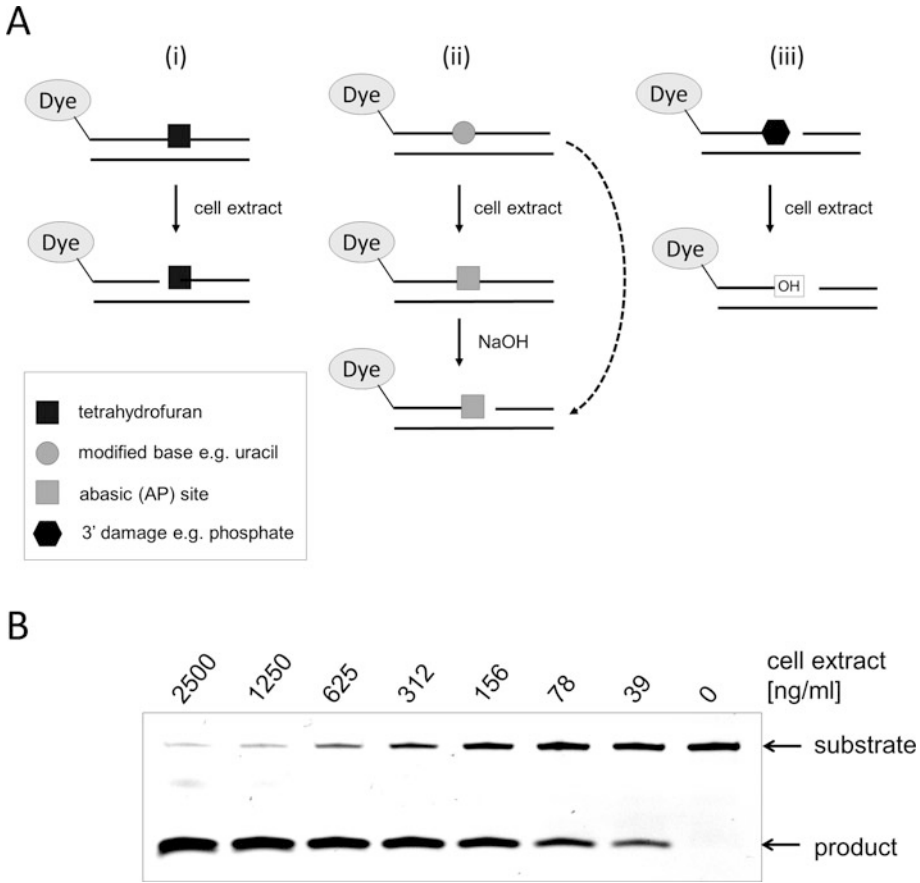 A
(i)
(ii)
(iii)
Dye
Dye
Dye
cell extract
cell extract
cell extract
Dye
Dye
Dye
OH
NaOH
Dye
tetrahydrofuran
modified base e.g. uracil
abasic (AP) site
3' damage e.g. phosphate
B
2500 1250 625 312 156 78 39 0
cell extract
[ng/ml]
substrate
product